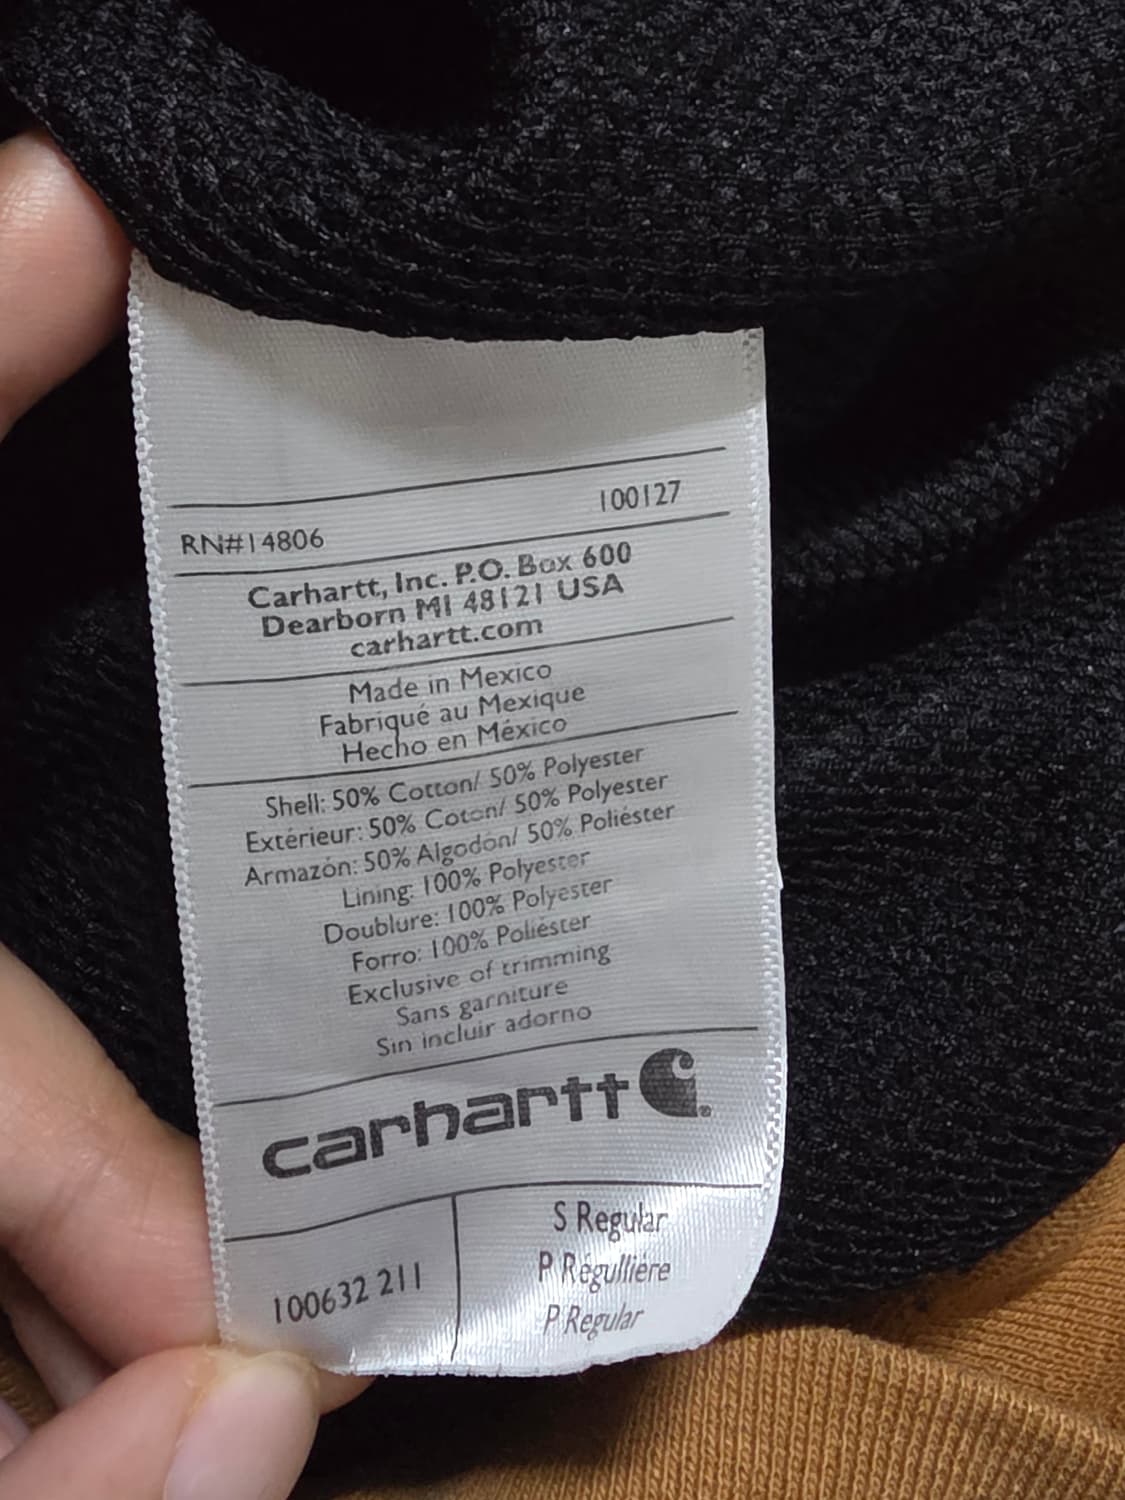 100127
RN#14806
Carhartt, Inc. P.O. Box 600
Dearborn MI 48121 USA
carhartt.com
Made in Mexico
Fabriqué au Mexique
Hecho en México
Shell: 50% Cotton/ 50% Polyester
Extérieur: 50% Coton/ 50% Polyester
Armazón: 50% Algodón/ 50% Poliéster
Lining: 100% Polyester
Doublure: 100% Polyester
Forro: 100% Poliéster
Exclusive of trimming
Sans garniture
Sin incluir adorno
carhartt
100632 211
S Regular
P Régulliére
P Regular